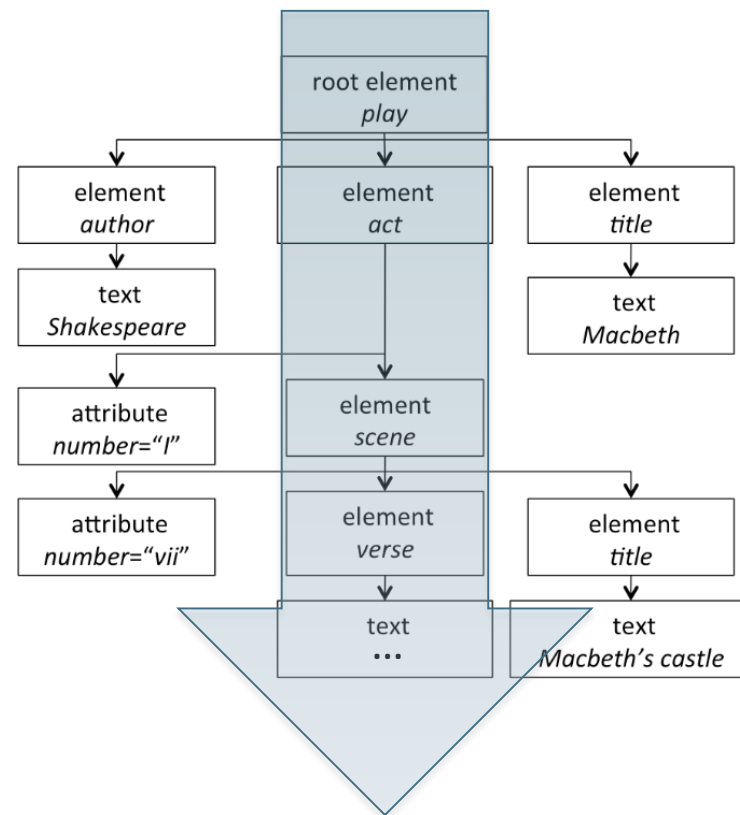 root element
play
element
author
element
act
element
title
text
Shakespeare
text
Macbeth
attribute
number=“I”
element
scene
attribute
number=“vii”
element
verse
element
title
text
...
text
Macbeth’s castle